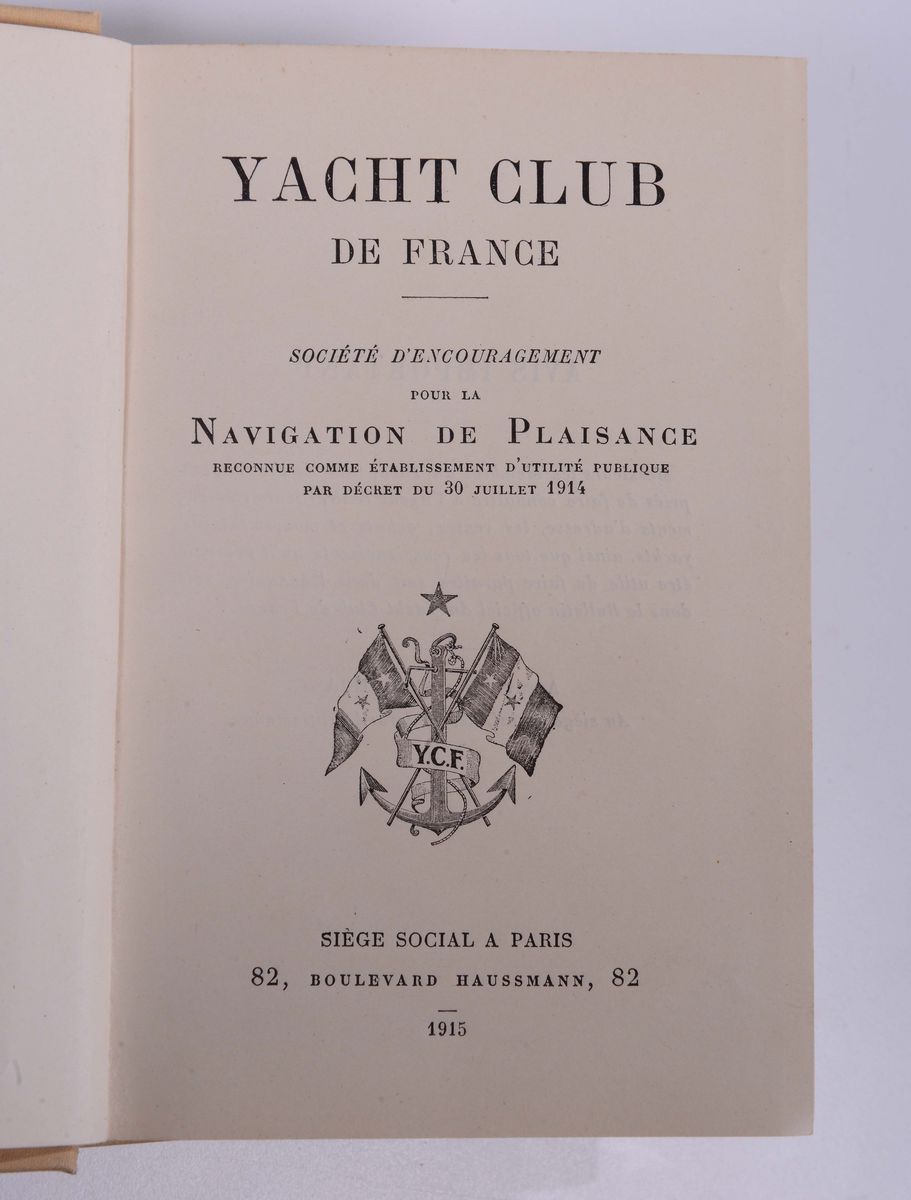 YACHT CLUB
DE FRANCE
SOCIÉTÉ D'ENCOURAGEMENT
POUR LA
NAVIGATION DE PLAISANCE
RECONNUE COMME ÉTABLISSEMENT D'UTILITÉ PUBLIQUE
PAR DÉCRET DU 30 JUILLET 1914
Y.C.F.
SIÈGE SOCIAL A PARIS
82, BOULEVARD HAUSSMANN, 82
1915